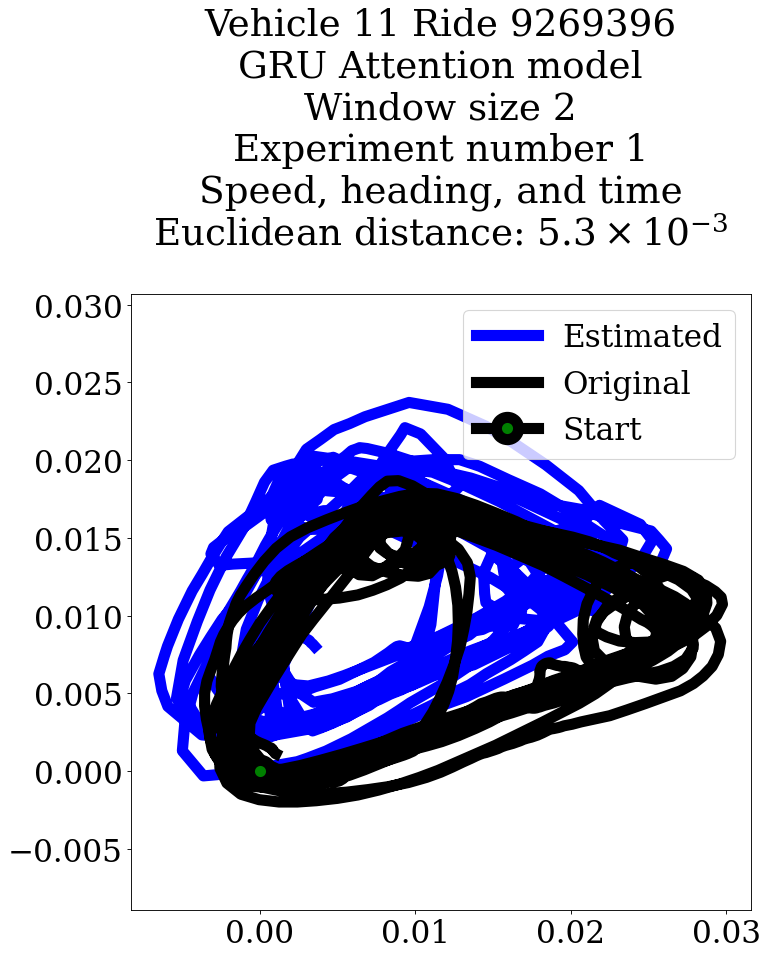 Vehicle 11 Ride 9269396
GRU Attention model
Window size 2
Experiment number 1
Speed, heading, and time
Euclidean distance: 5.3 × 10⁻³
0.030
0.025
0.020
0.015
0.010
0.005
0.000
−0.005
Estimated
Original
Start
0.00 0.01 0.02 0.03